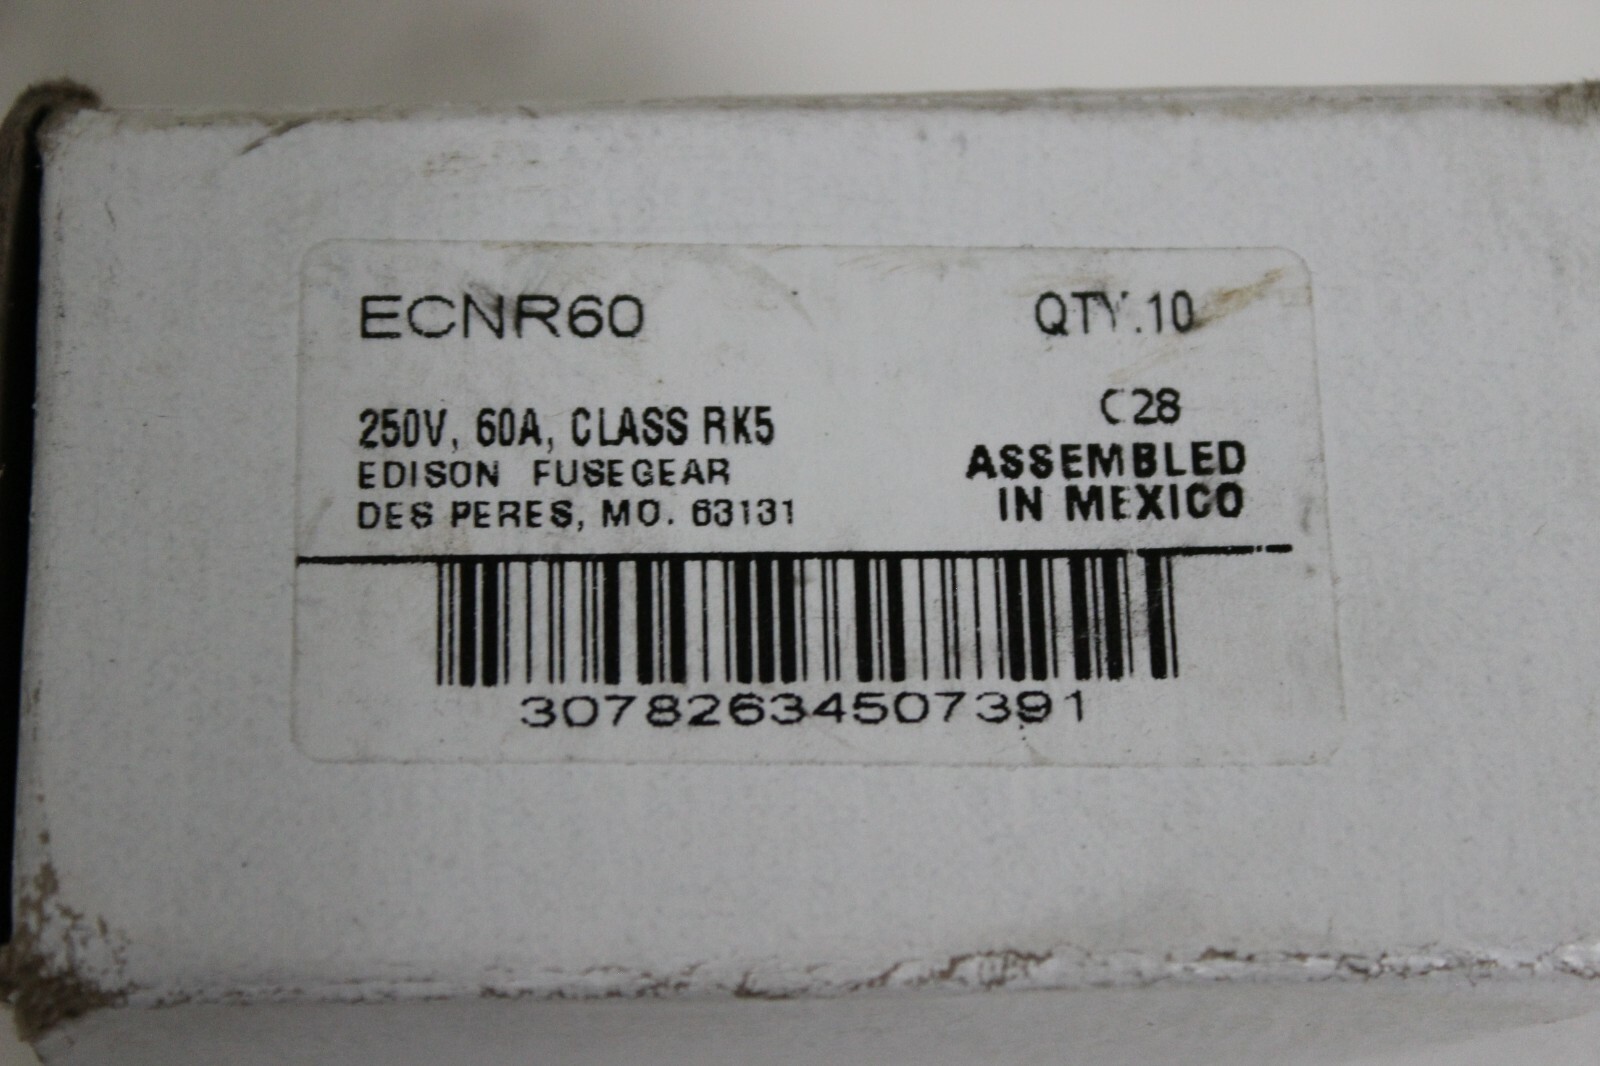 ECNR60
QTY.10
250V, 60A, CLASS RK5
C28
EDISON FUSEGEAR
ASSEMBLED
DES PERES, MO. 63131
IN MEXICO
30782634507391